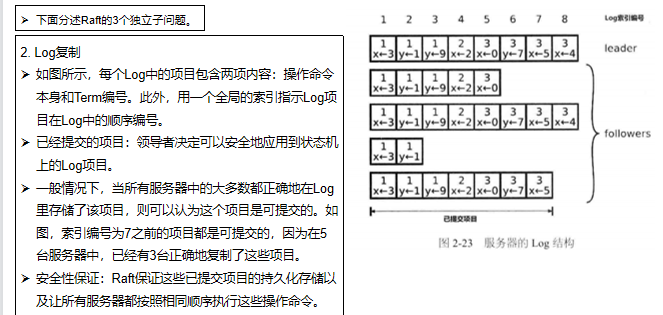 ➢ 下面分述Raft的3个独立子问题。
2. Log复制
➢ 如图所示，每个Log中的项目包含两项内容：操作命令
本身和Term编号。此外，用一个全局的索引指示Log项
目在Log中的顺序编号。
➢ 已经提交的项目：领导者决定可以安全地应用到状态机
上的Log项目。
➢ 一般情况下，当所有服务器中的大多数都正确地在Log
里存储了该项目，则可以认为这个项目是可提交的。如
图，索引编号为7之前的项目都是可提交的，因为在5
台服务器中，已经有3台正确地复制了这些项目。
➢ 安全性保证：Raft保证这些已提交项目的持久化存储以
及让所有服务器都按照相同顺序执行这些操作命令。
1 2 3 4 5 6 7 8 Log索引编号
1 1 1 2 3 3 3 3
x←3 y←1 y←9 x←2 x←0 y←7 x←5 x←4 leader
1 1 1 2 3
x←3 y←1 y←9 x←2 x←0
1 1 1 2 3 3 3 3
x←3 y←1 y←9 x←2 x←0 y←7 x←5 x←4
followers
1 1
x←3 y←1
1 1 1 2 3 3 3
x←3 y←1 y←9 x←2 x←0 y←7 x←5
已提交项目
图 2-23 服务器的 Log 结构